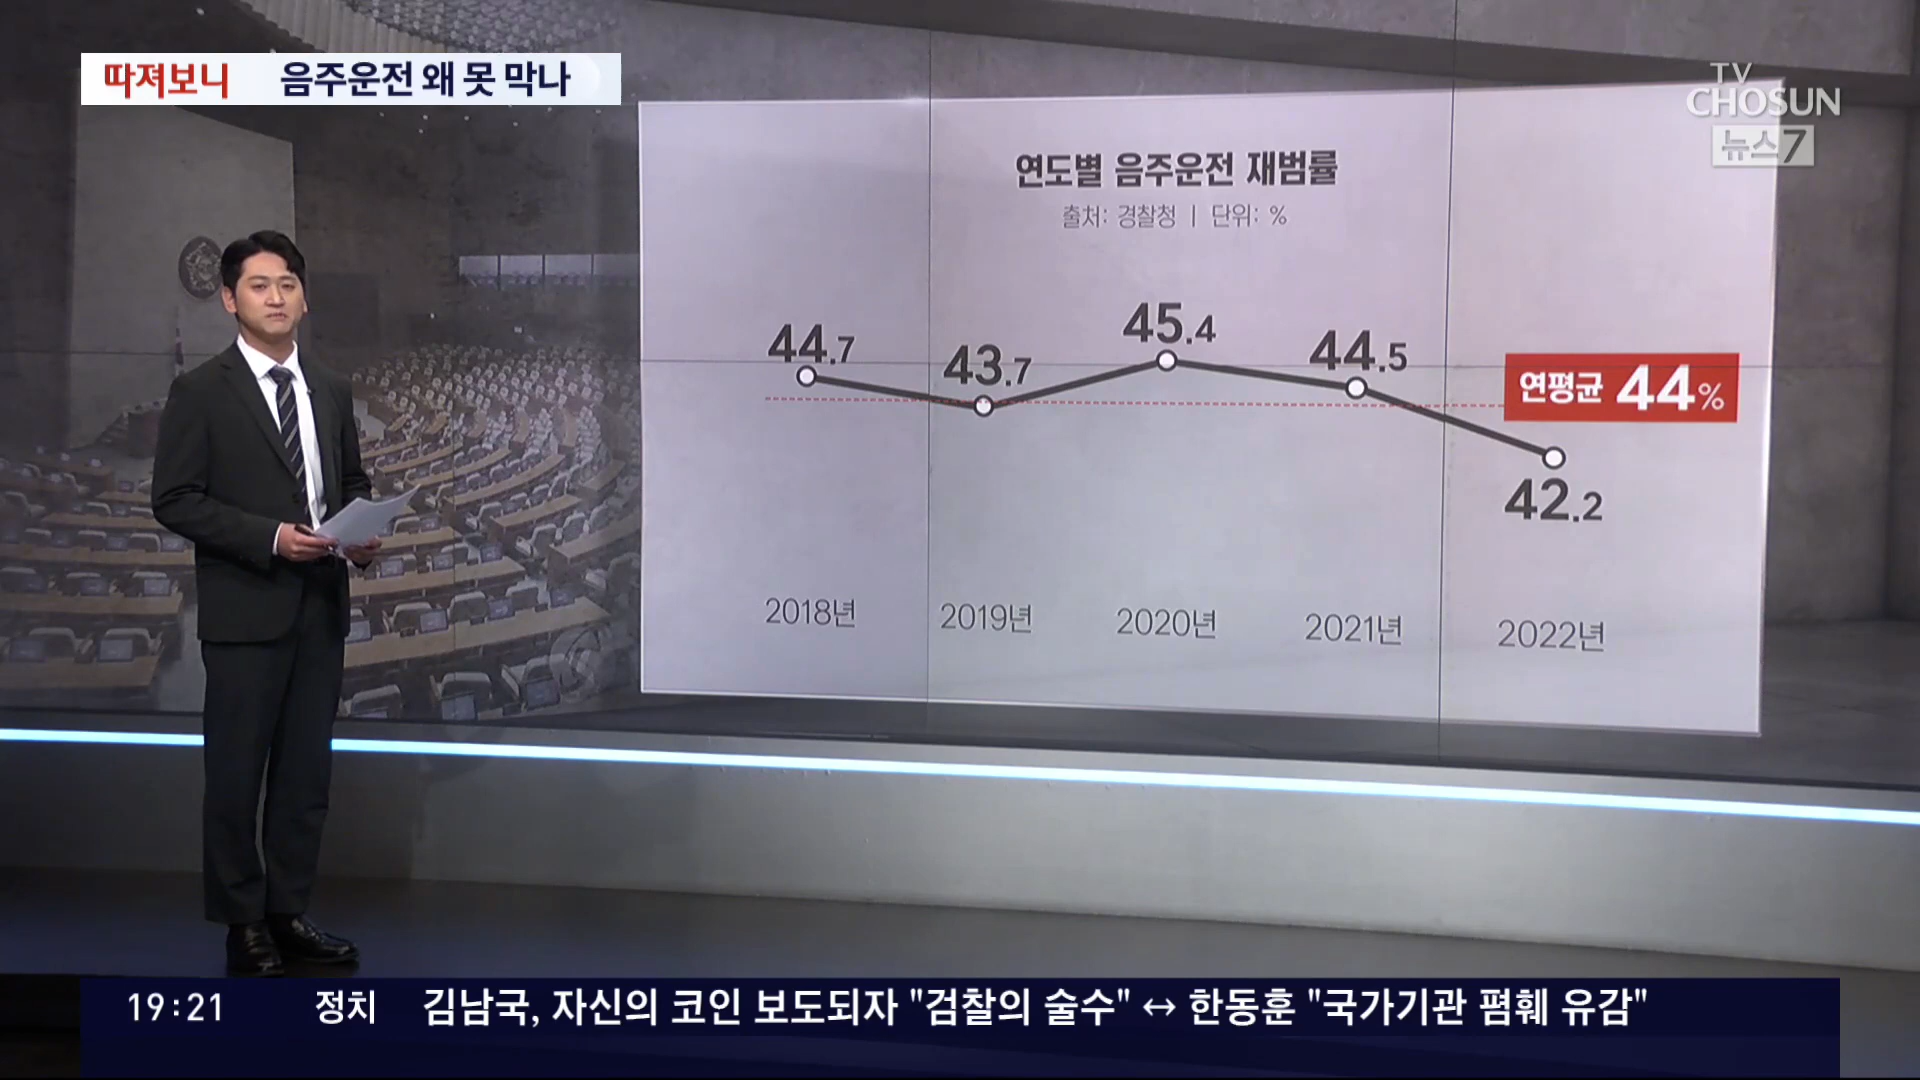 따져보니 음주운전 왜 못 막나
TV
CHOSUN
뉴스7
연도별 음주운전 재범률
출처: 경찰청 | 단위: %
44.7
43.7
45.4
44.5
연평균 44%
42.2
2018년
2019년
2020년
2021년
2022년
19:21 정치 김남국, 자신의 코인 보도되자 "검찰의 술수" ↔ 한동훈 "국가기관 폄훼 유감"